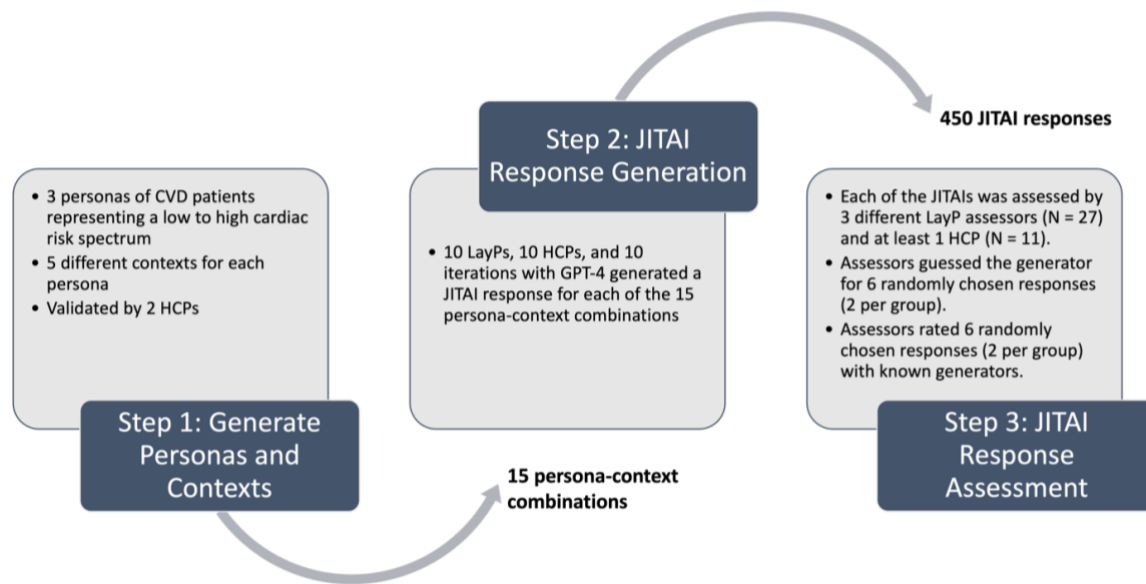 • 3 personas of CVD patients
representing a low to high cardiac
risk spectrum
• 5 different contexts for each
persona
• Validated by 2 HCPs
Step 1: Generate
Personas and
Contexts
15 persona-context
combinations
Step 2: JITAI
Response Generation
• 10 LayPs, 10 HCPs, and 10
iterations with GPT-4 generated a
JITAI response for each of the 15
persona-context combinations
450 JITAI responses
• Each of the JITAIs was assessed by
3 different LayP assessors (N = 27)
and at least 1 HCP (N = 11).
• Assessors guessed the generator
for 6 randomly chosen responses
(2 per group).
• Assessors rated 6 randomly
chosen responses (2 per group)
with known generators.
Step 3: JITAI
Response
Assessment